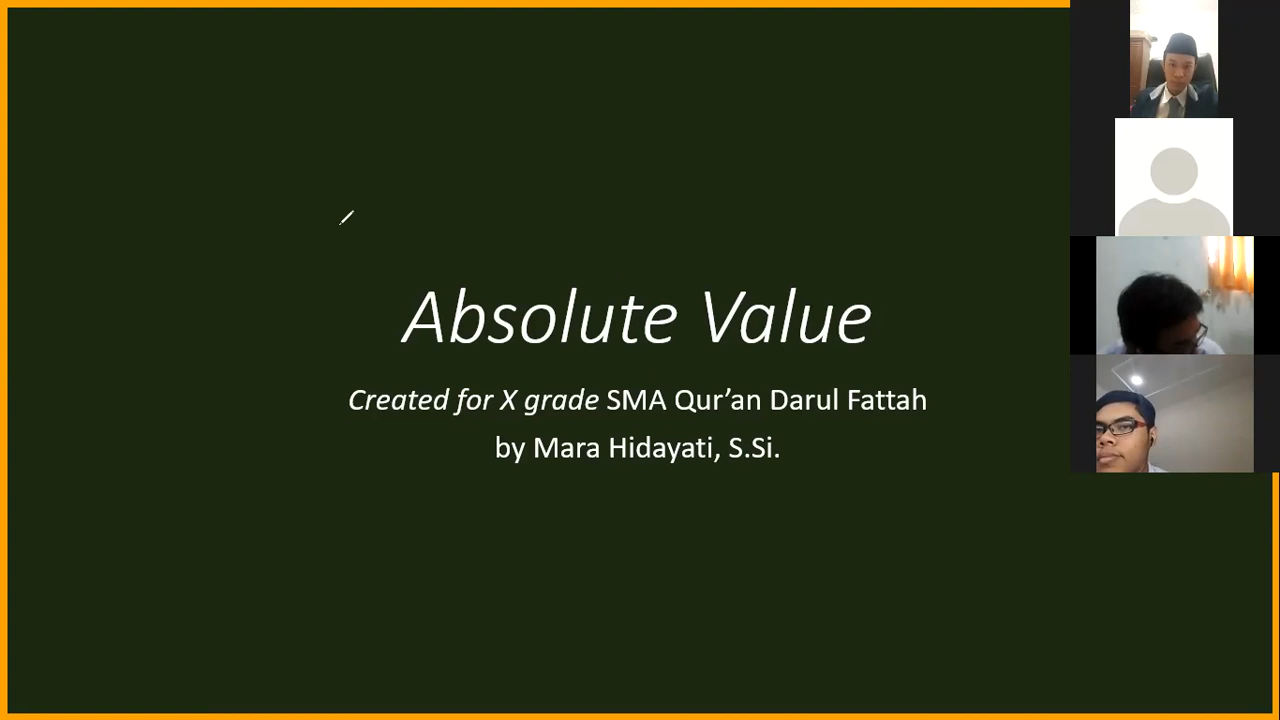 Absolute Value
Created for X grade SMA Qur’an Darul Fattah
by Mara Hidayati, S.Si.